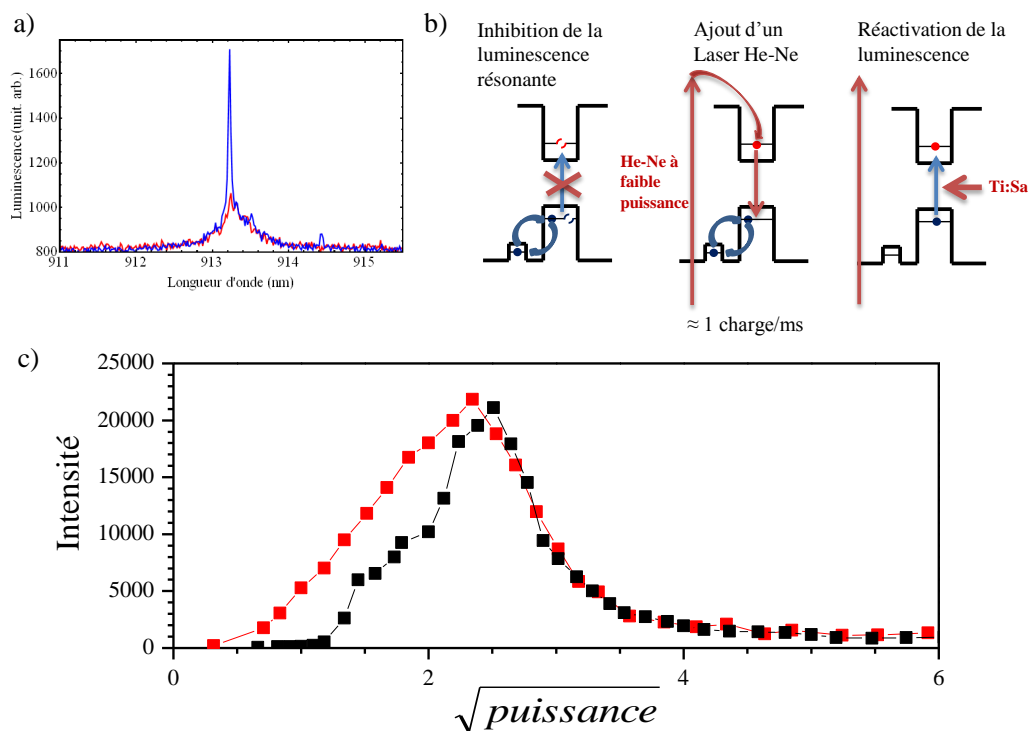 a)
Luminescence (unit. arb.)
1600
1400
1200
1000
800
911
912
913
914
915
Longueur d'onde (nm)
b)
Inhibition de la
luminescence
résonante
Ajout d'un
Laser He-Ne
Réactivation de la
luminescence
He-Ne à
faible
puissance
Ti:Sa
≈ 1 charge/ms
c)
Intensité
25000
20000
15000
10000
5000
0
0
2
4
6
√puissance